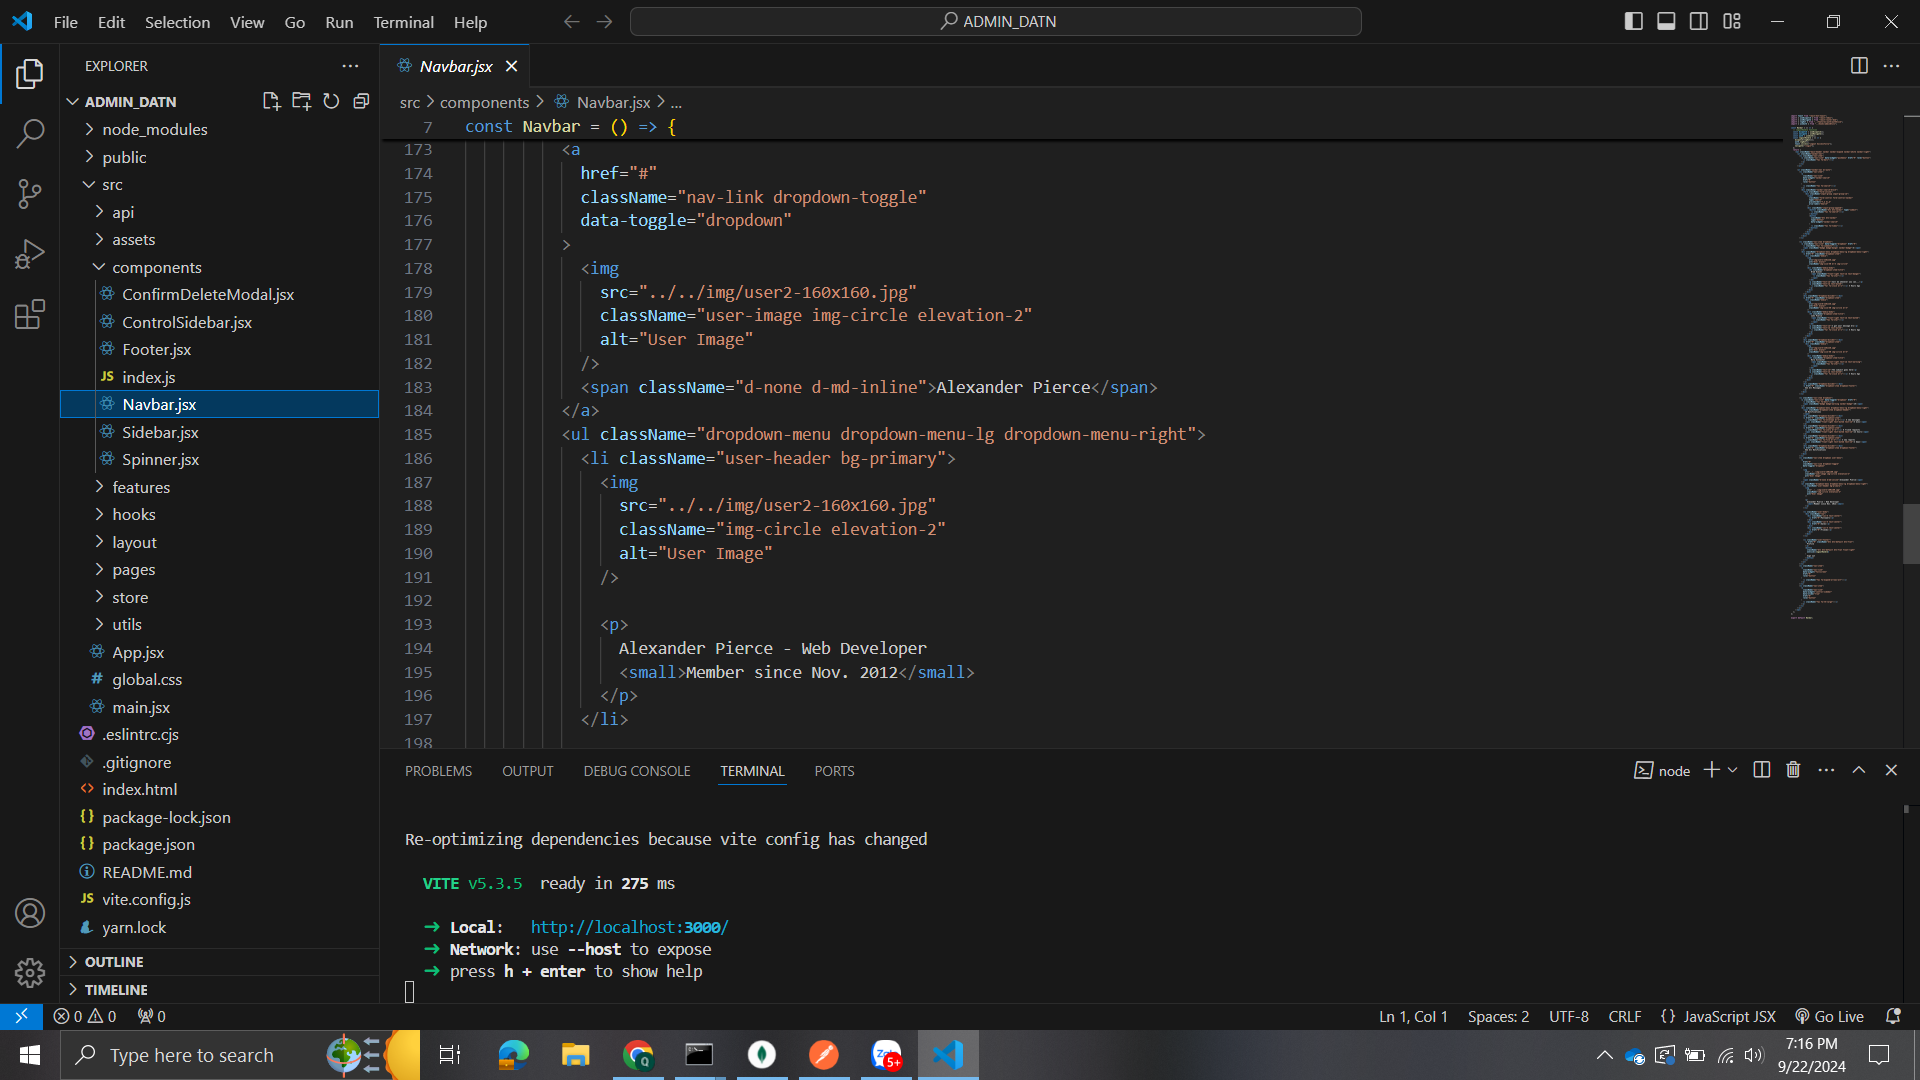 File Edit Selection View Go Run Terminal Help
ADMIN_DATN
EXPLORER
ADMIN_DATN
node_modules
public
src
api
assets
components
ConfirmDeleteModal.jsx
ControlSidebar.jsx
Footer.jsx
JS index.js
Navbar.jsx
Sidebar.jsx
Spinner.jsx
features
hooks
layout
pages
store
utils
App.jsx
# global.css
main.jsx
.eslintrc.cjs
.gitignore
<> index.html
{} package-lock.json
{} package.json
README.md
JS vite.config.js
yarn.lock
OUTLINE
TIMELINE
Navbar.jsx
src > components > Navbar.jsx > ...
7 const Navbar = () => {
173 <a
174 href="#"
175 className="nav-link dropdown-toggle"
176 data-toggle="dropdown"
177 >
178 <img
179 src="../../img/user2-160x160.jpg"
180 className="user-image img-circle elevation-2"
181 alt="User Image"
182 />
183 <span className="d-none d-md-inline">Alexander Pierce</span>
184 </a>
185 <ul className="dropdown-menu dropdown-menu-lg dropdown-menu-right">
186 <li className="user-header bg-primary">
187 <img
188 src="../../img/user2-160x160.jpg"
189 className="img-circle elevation-2"
190 alt="User Image"
191 />
192
193 <p>
194 Alexander Pierce - Web Developer
195 <small>Member since Nov. 2012</small>
196 </p>
197 </li>
198
PROBLEMS OUTPUT DEBUG CONSOLE TERMINAL PORTS
node
Re-optimizing dependencies because vite config has changed
VITE v5.3.5 ready in 275 ms
➜ Local: http://localhost:3000/
➜ Network: use --host to expose
➜ press h + enter to show help
0 0 0
Ln 1, Col 1 Spaces: 2 UTF-8 CRLF {} JavaScript JSX Go Live
Type here to search
Q
5+
7:16 PM
9/22/2024